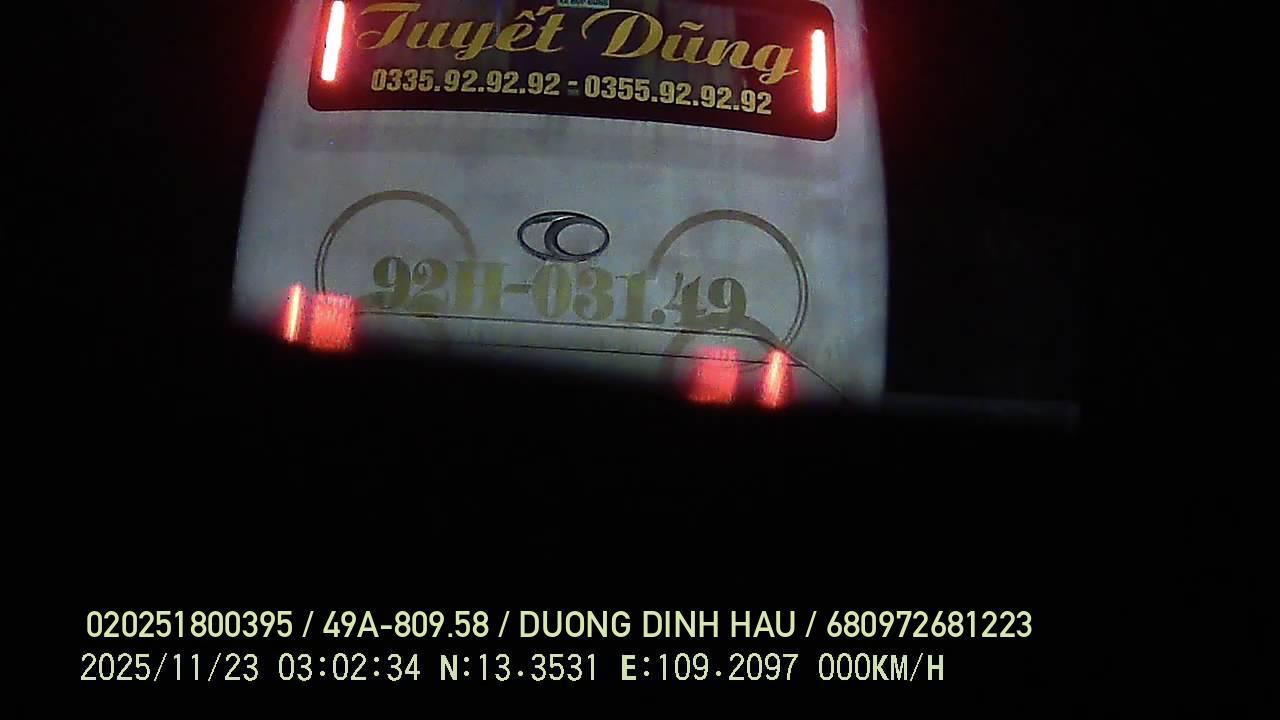 Tuyết Dũng
0335.92.92.92 - 0355.92.92.92
92H-031.49
020251800395 / 49A-809.58 / DUONG DINH HAU / 680972681223
2025/11/23 03:02:34 N:13.3531 E:109.2097 000KM/H